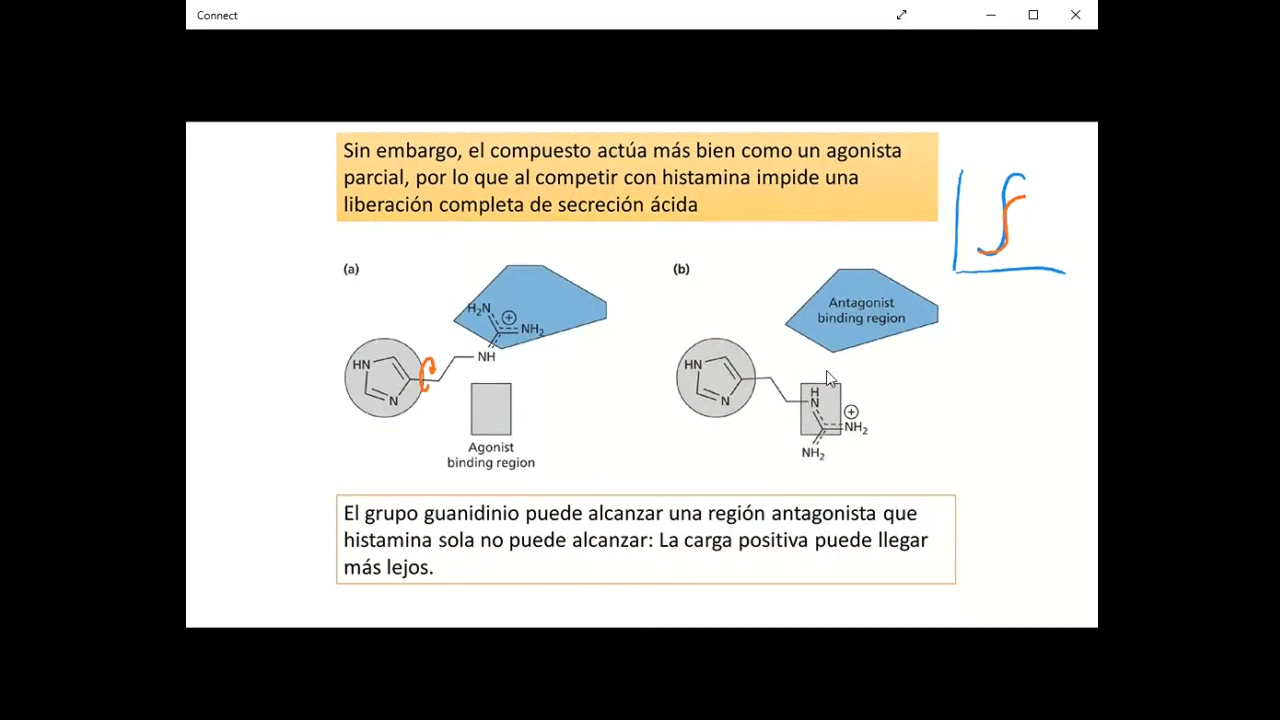 Connect
Sin embargo, el compuesto actúa más bien como un agonista
parcial, por lo que al competir con histamina impide una
liberación completa de secreción ácida
(a)
H₂N
NH₂
NH
HN
N
Agonist
binding region
(b)
Antagonist
binding region
HN
N
H
N
NH₂
NH₂
El grupo guanidinio puede alcanzar una región antagonista que
histamina sola no puede alcanzar: La carga positiva puede llegar
más lejos.